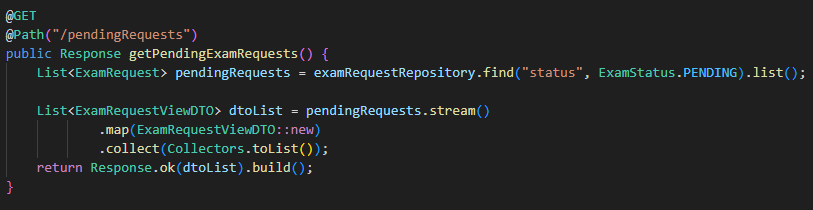 @GET
@Path("/pendingRequests")
public Response getPendingExamRequests() {
    List<ExamRequest> pendingRequests = examRequestRepository.find("status", ExamStatus.PENDING).list();
    List<ExamRequestViewDTO> dtoList = pendingRequests.stream()
            .map(ExamRequestViewDTO::new)
            .collect(Collectors.toList());
    return Response.ok(dtoList).build();
}